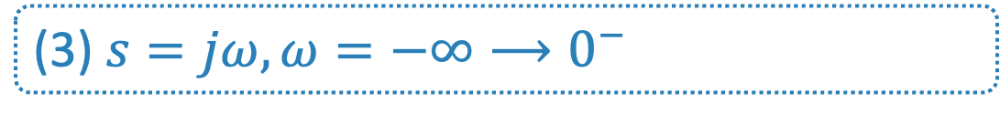 (3) s = jω, ω = −∞ ⟶ 0⁻